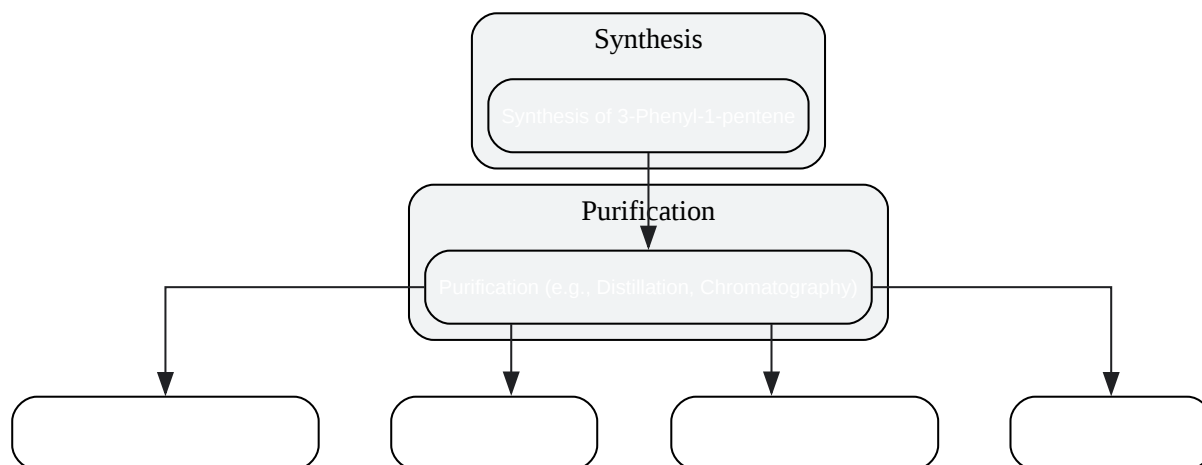 Synthesis
Synthesis of 3-Phenyl-1-pentene
Purification
Purification (e.g., Distillation, Chromatography)